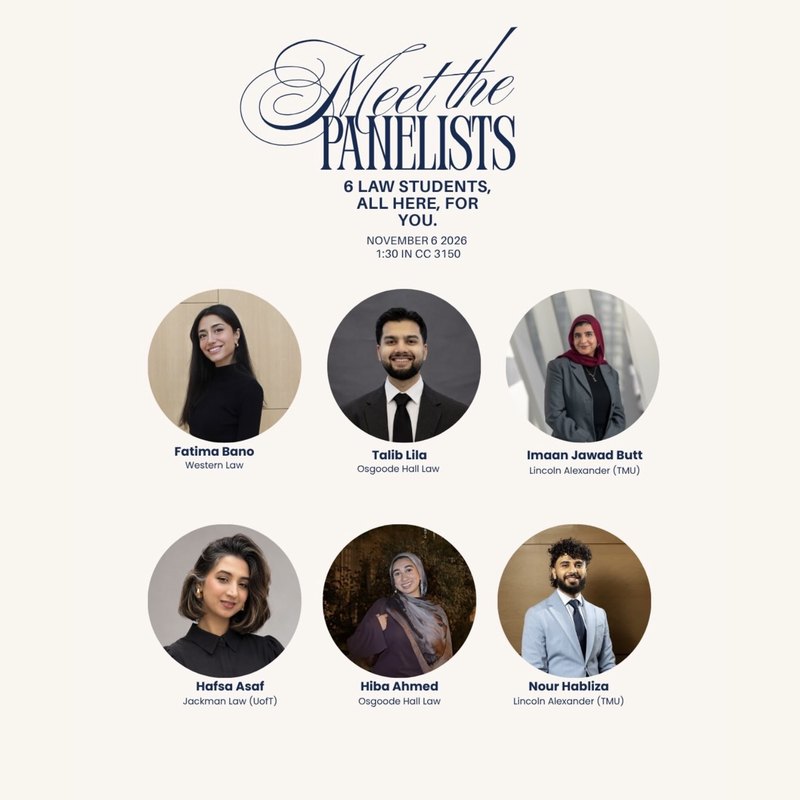 Meet the
PANELISTS
6 LAW STUDENTS,
ALL HERE, FOR
YOU.
NOVEMBER 6 2026
1:30 IN CC 3150
Fatima Bano
Western Law
Talib Lila
Osgoode Hall Law
Imaan Jawad Butt
Lincoln Alexander (TMU)
Hafsa Asaf
Jackman Law (UofT)
Hiba Ahmed
Osgoode Hall Law
Nour Habliza
Lincoln Alexander (TMU)